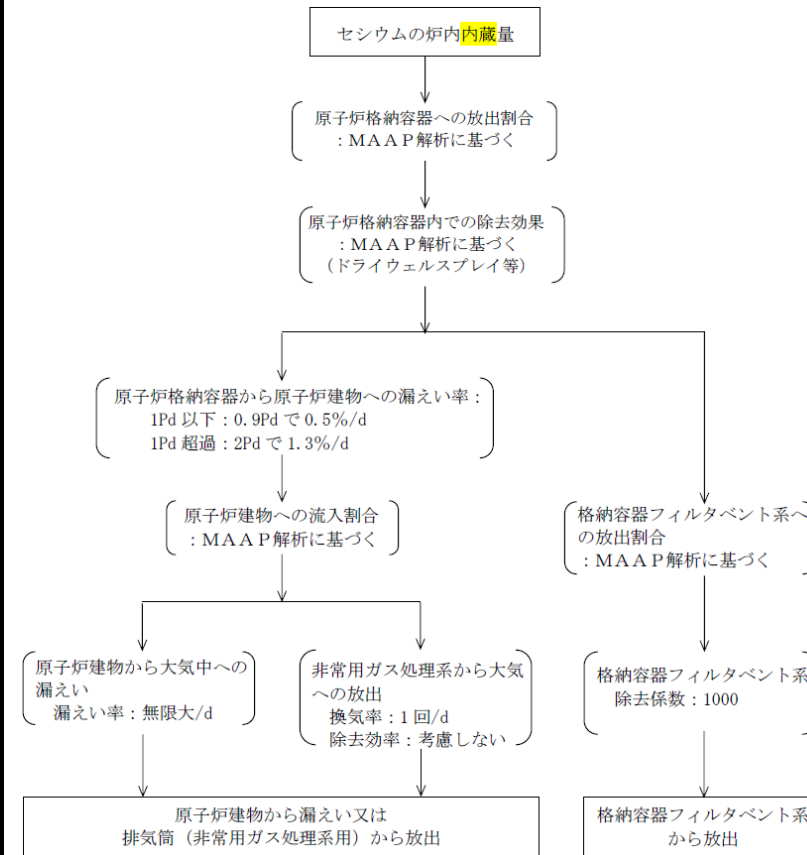 セシウムの炉内内蔵量
原子炉格納容器への放出割合
：ＭＡＡＰ解析に基づく
原子炉格納容器内での除去効果
：ＭＡＡＰ解析に基づく
（ドライウェルスプレイ等）
原子炉格納容器から原子炉建物への漏えい率：
1Pd 以下：0.9Pd で 0.5%/d
1Pd 超過：2Pd で 1.3%/d
原子炉建物への流入割合
：ＭＡＡＰ解析に基づく
格納容器フィルタベント系へ
の放出割合
：ＭＡＡＰ解析に基づく
原子炉建物から大気中への
漏えい
漏えい率：無限大/d
非常用ガス処理系から大気
への放出
換気率：1 回/d
除去効率：考慮しない
格納容器フィルタベント系
除去係数：1000
原子炉建物から漏えい又は
排気筒（非常用ガス処理系用）から放出
格納容器フィルタベント系
から放出